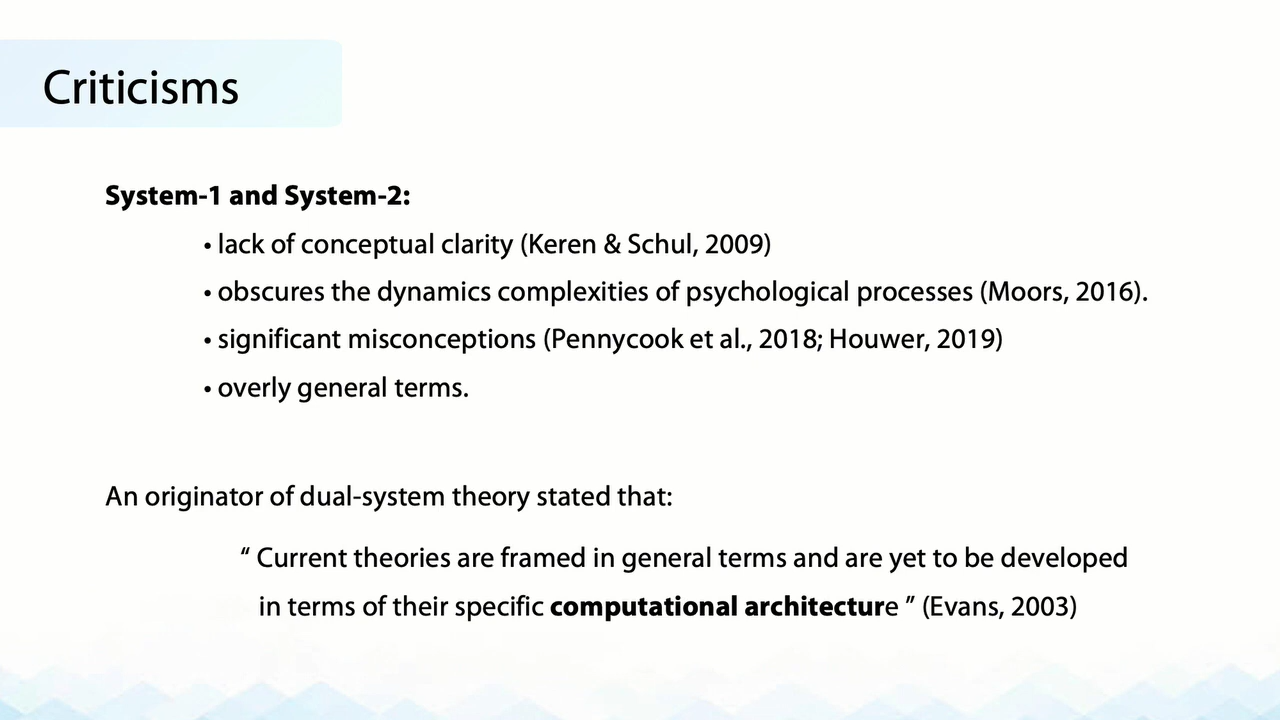 Criticisms
System-1 and System-2:
• lack of conceptual clarity (Keren & Schul, 2009)
• obscures the dynamics complexities of psychological processes (Moors, 2016).
• significant misconceptions (Pennycook et al., 2018; Houwer, 2019)
• overly general terms.
An originator of dual-system theory stated that:
“ Current theories are framed in general terms and are yet to be developed
in terms of their specific computational architecture ” (Evans, 2003)